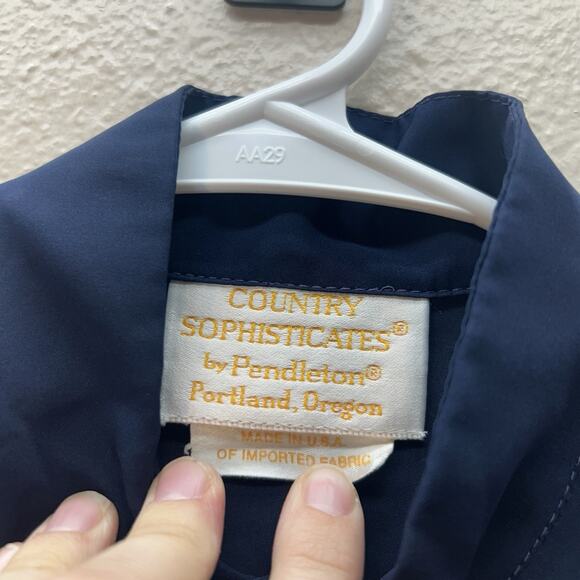 AA29
COUNTRY
SOPHISTICATES®
by Pendleton®
Portland, Oregon
MADE IN U.S.A.
OF IMPORTED FABRIC